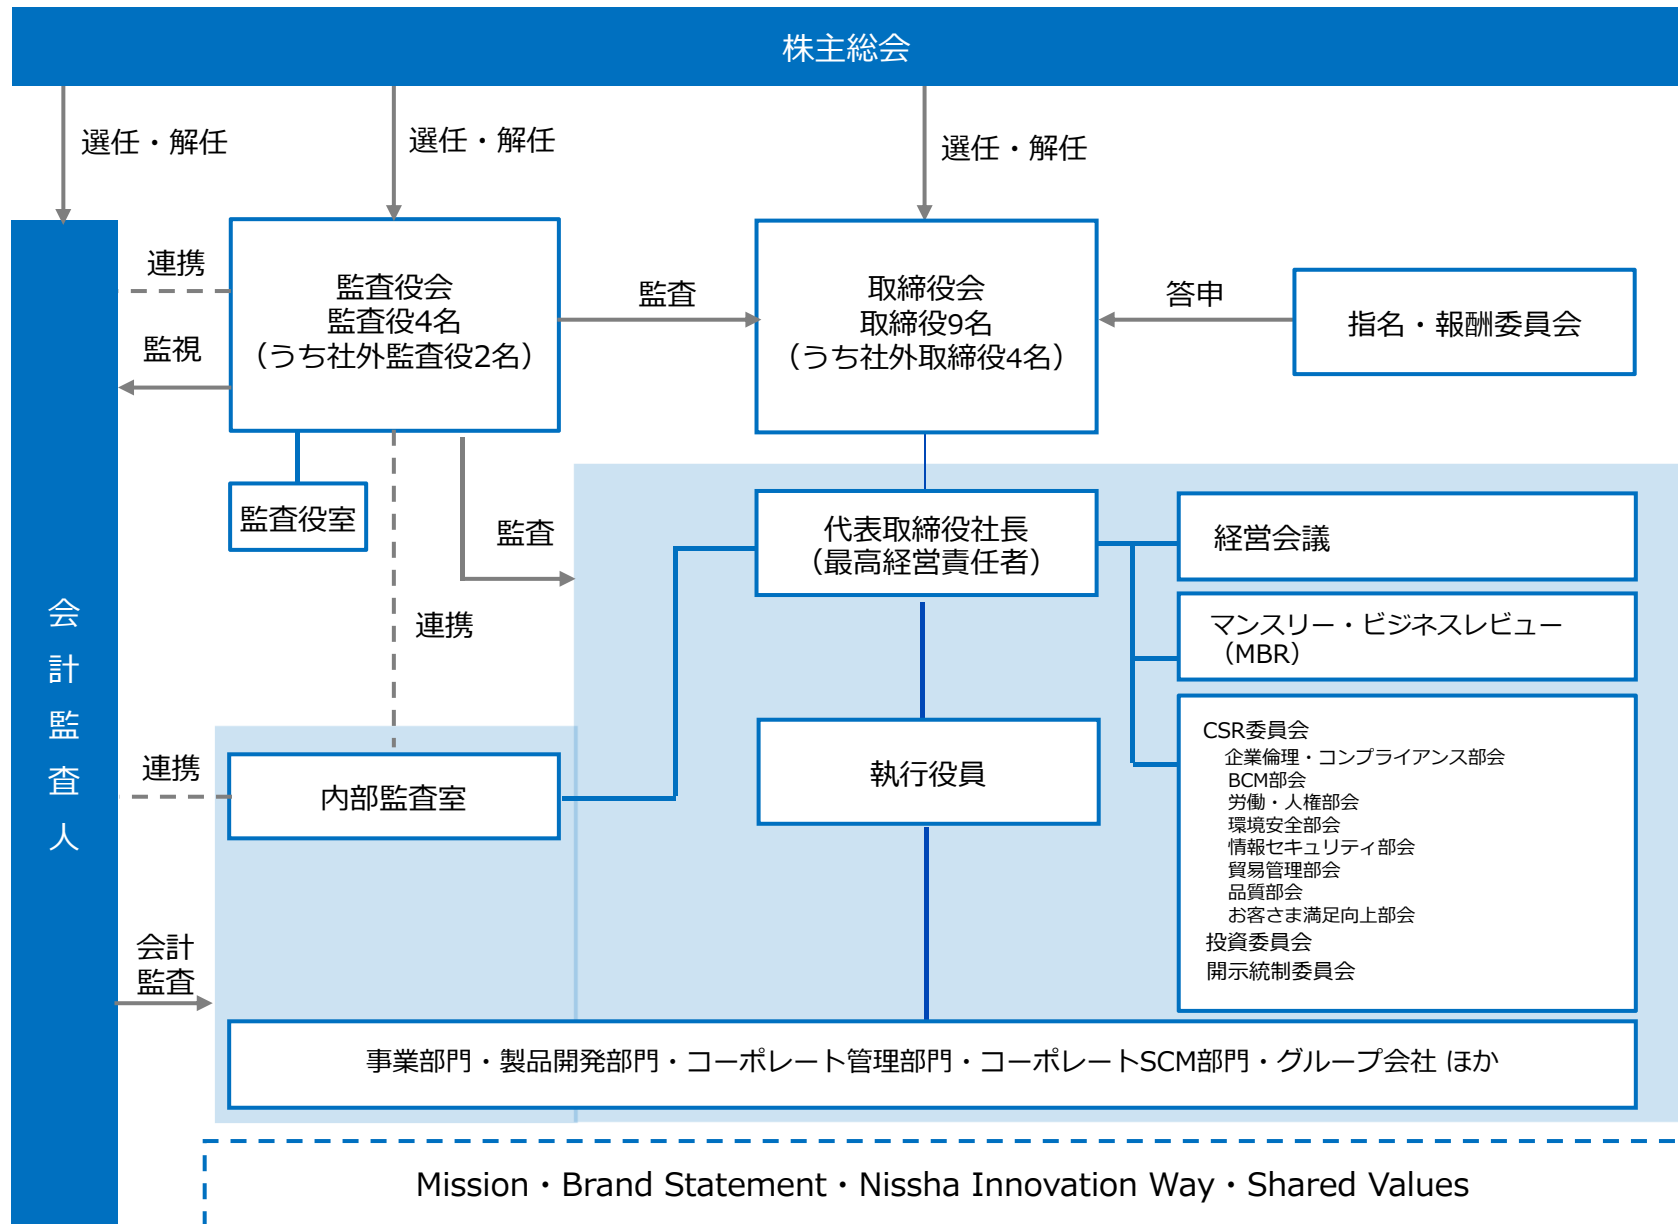 株主総会
選任・解任
選任・解任
選任・解任
連携
監視
監査役会
監査役4名
（うち社外監査役2名）
監査
取締役会
取締役9名
（うち社外取締役4名）
答申
指名・報酬委員会
監査役室
監査
連携
代表取締役社長
（最高経営責任者）
経営会議
マンスリー・ビジネスレビュー
（MBR）
会計監査人
連携
内部監査室
執行役員
CSR委員会
企業倫理・コンプライアンス部会
BCM部会
労働・人権部会
環境安全部会
情報セキュリティ部会
貿易管理部会
品質部会
お客さま満足向上部会
投資委員会
開示統制委員会
会計
監査
事業部門・製品開発部門・コーポレート管理部門・コーポレートSCM部門・グループ会社 ほか
Mission・Brand Statement・Nissha Innovation Way・Shared Values